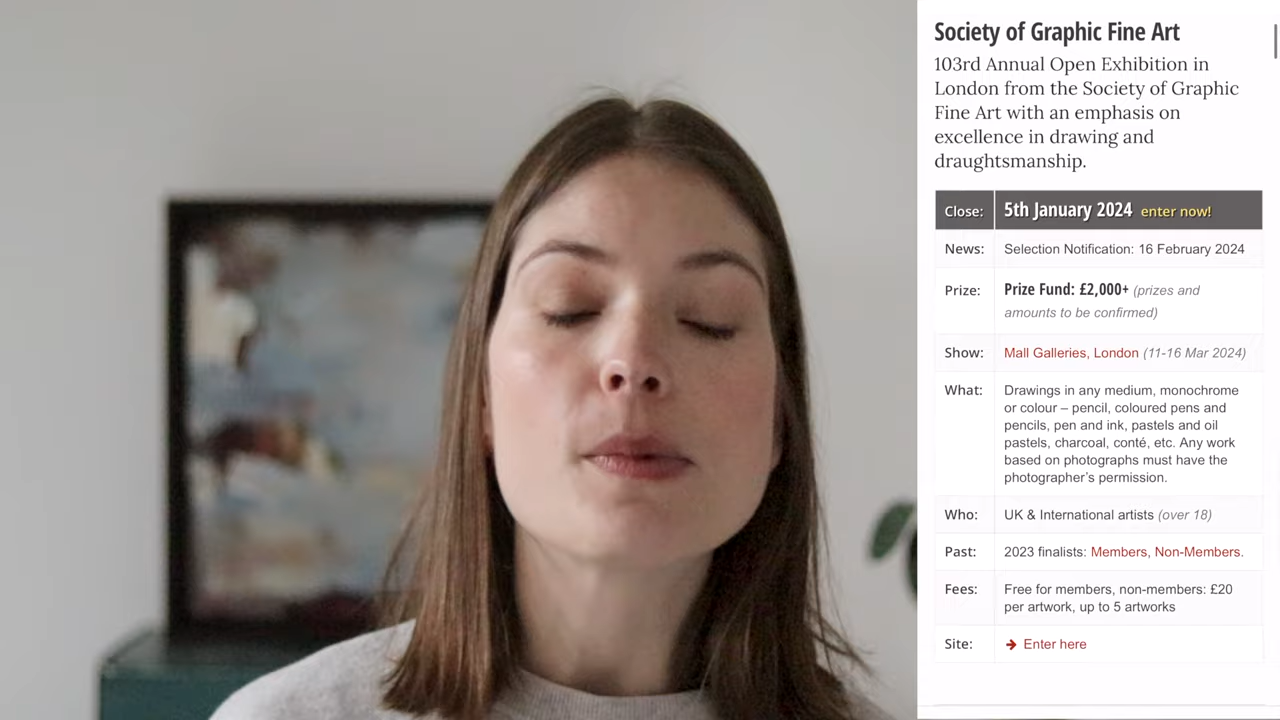 Society of Graphic Fine Art
103rd Annual Open Exhibition in
London from the Society of Graphic
Fine Art with an emphasis on
excellence in drawing and
draughtsmanship.
Close: 5th January 2024 enter now!
News: Selection Notification: 16 February 2024
Prize: Prize Fund: £2,000+ (prizes and
amounts to be confirmed)
Show: Mall Galleries, London (11-16 Mar 2024)
What: Drawings in any medium, monochrome
or colour – pencil, coloured pens and
pencils, pen and ink, pastels and oil
pastels, charcoal, conté, etc. Any work
based on photographs must have the
photographer's permission.
Who: UK & International artists (over 18)
Past: 2023 finalists: Members, Non-Members.
Fees: Free for members, non-members: £20
per artwork, up to 5 artworks
Site: Enter here